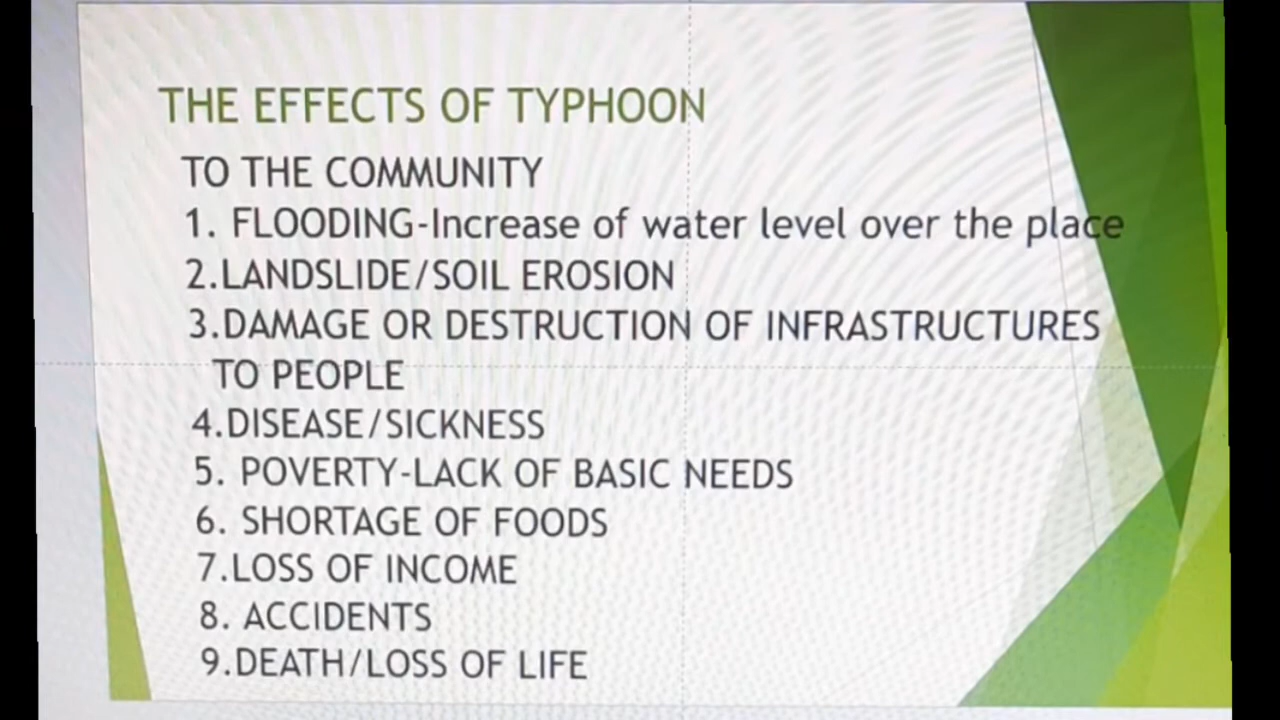 THE EFFECTS OF TYPHOON
TO THE COMMUNITY
1. FLOODING-Increase of water level over the place
2.LANDSLIDE/SOIL EROSION
3.DAMAGE OR DESTRUCTION OF INFRASTRUCTURES
TO PEOPLE
4.DISEASE/SICKNESS
5. POVERTY-LACK OF BASIC NEEDS
6. SHORTAGE OF FOODS
7.LOSS OF INCOME
8. ACCIDENTS
9.DEATH/LOSS OF LIFE